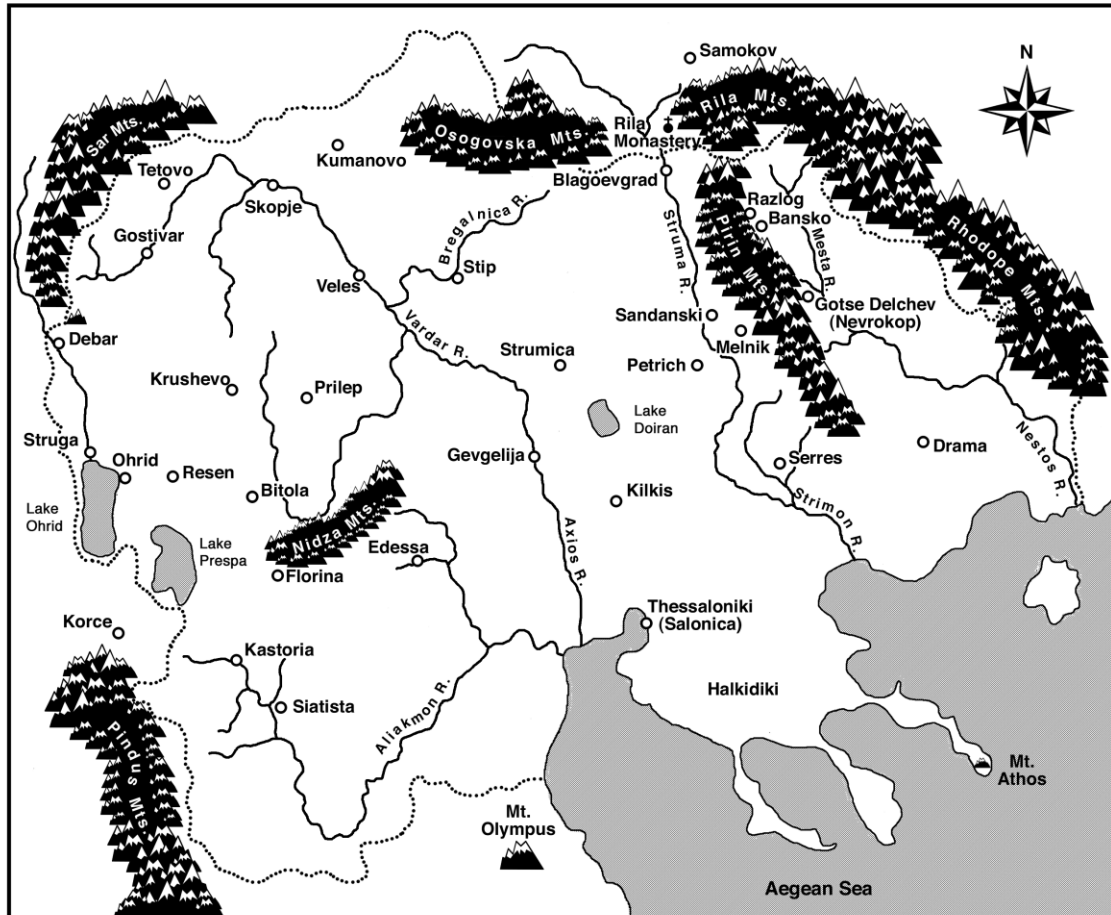 Samokov
N
Sar Mts.
Osogovska Mts.
Rila Mts.
Rila
Monastery
Kumanovo
Tetovo
Blagoevgrad
Skopje
Razlog
Bansko
Bregalnica R.
Struma R.
Pirin Mts.
Mesta R.
Rhodope Mts.
Gostivar
Stip
Veles
Gotse Delchev
(Nevrokop)
Sandanski
Melnik
Debar
Vardar R.
Strumica
Petrich
Krushevo
Prilep
Lake
Doiran
Struga
Ohrid
Resen
Gevgelija
Serres
Drama
Nestos R.
Bitola
Kilkis
Strimon R.
Lake
Ohrid
Nidza Mts.
Lake
Prespa
Edessa
Axios R.
Florina
Thessaloniki
(Salonica)
Korce
Kastoria
Halkidiki
Siatista
Aliakmon R.
Pindus Mts.
Mt.
Athos
Mt.
Olympus
Aegean Sea